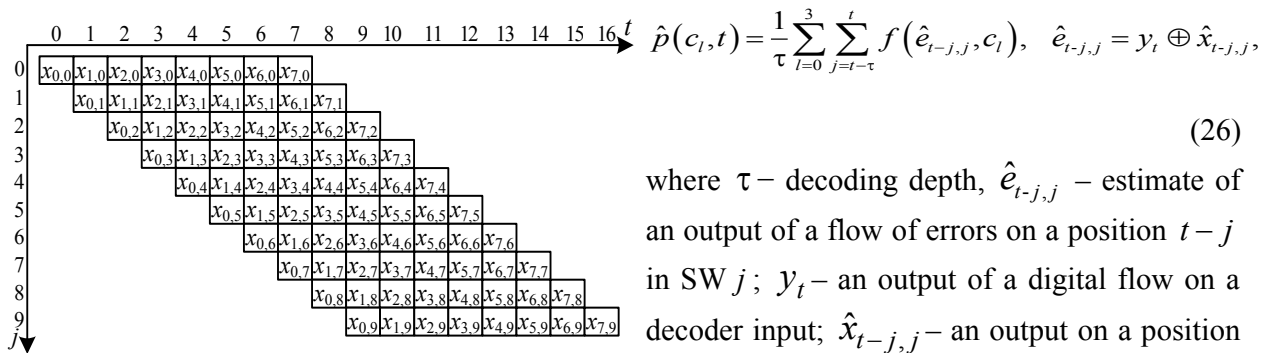 0 1 2 3 4 5 6 7 8 9 10 11 12 13 14 15 16 t
0 x0,0 x1,0 x2,0 x3,0 x4,0 x5,0 x6,0 x7,0
1 x0,1 x1,1 x2,1 x3,1 x4,1 x5,1 x6,1 x7,1
2 x0,2 x1,2 x2,2 x3,2 x4,2 x5,2 x6,2 x7,2
3 x0,3 x1,3 x2,3 x3,3 x4,3 x5,3 x6,3 x7,3
4 x0,4 x1,4 x2,4 x3,4 x4,4 x5,4 x6,4 x7,4
5 x0,5 x1,5 x2,5 x3,5 x4,5 x5,5 x6,5 x7,5
6 x0,6 x1,6 x2,6 x3,6 x4,6 x5,6 x6,6 x7,6
7 x0,7 x1,7 x2,7 x3,7 x4,7 x5,7 x6,7 x7,7
8 x0,8 x1,8 x2,8 x3,8 x4,8 x5,8 x6,8 x7,8
9 x0,9 x1,9 x2,9 x3,9 x4,9 x5,9 x6,9 x7,9
j
p̂(c_l,t) = 1/τ ∑_{l=0}^{3} ∑_{j=t−τ}^{t} f(ê_{t−j,j}, c_l), ê_{t-j,j} = y_t ⊕ x̂_{t-j,j},
(26)
where τ – decoding depth, ê_{t-j,j} – estimate of
an output of a flow of errors on a position t − j
in SW j ; y_t – an output of a digital flow on a
decoder input; x̂_{t−j,j} – an output on a position